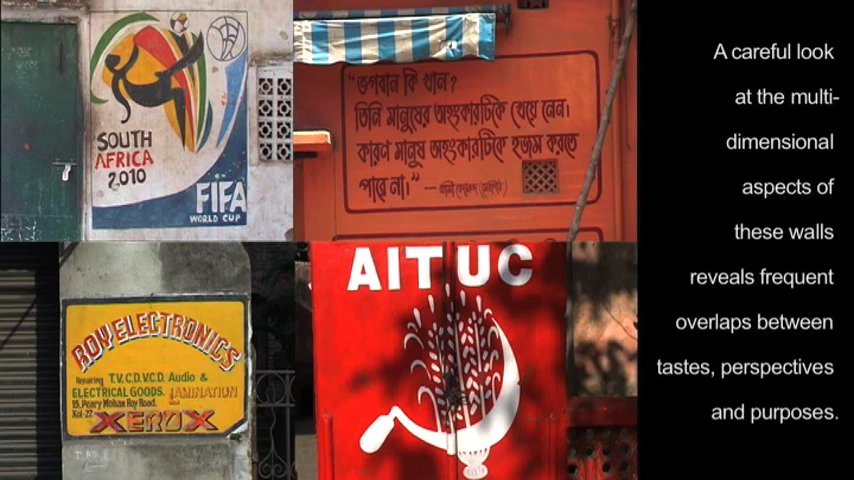 SOUTH
AFRICA
2010
FIFA
WORLD CUP
"ভগবান কি খান?
তিনি মানুষের অহংকারটিকে খেয়ে নেন।
কারণ মানুষ অহংকারটিকে হজম করতে
পারে না।"
ROY ELECTRONICS
Repairing T.V,C.D,V.C.D. Audio &
ELECTRICAL GOODS. LAMINATION
15, Peary Mohan Roy Road.
Kol-27. XEROX
AITUC
A careful look
at the multi-
dimensional
aspects of
these walls
reveals frequent
overlaps between
tastes, perspectives
and purposes.